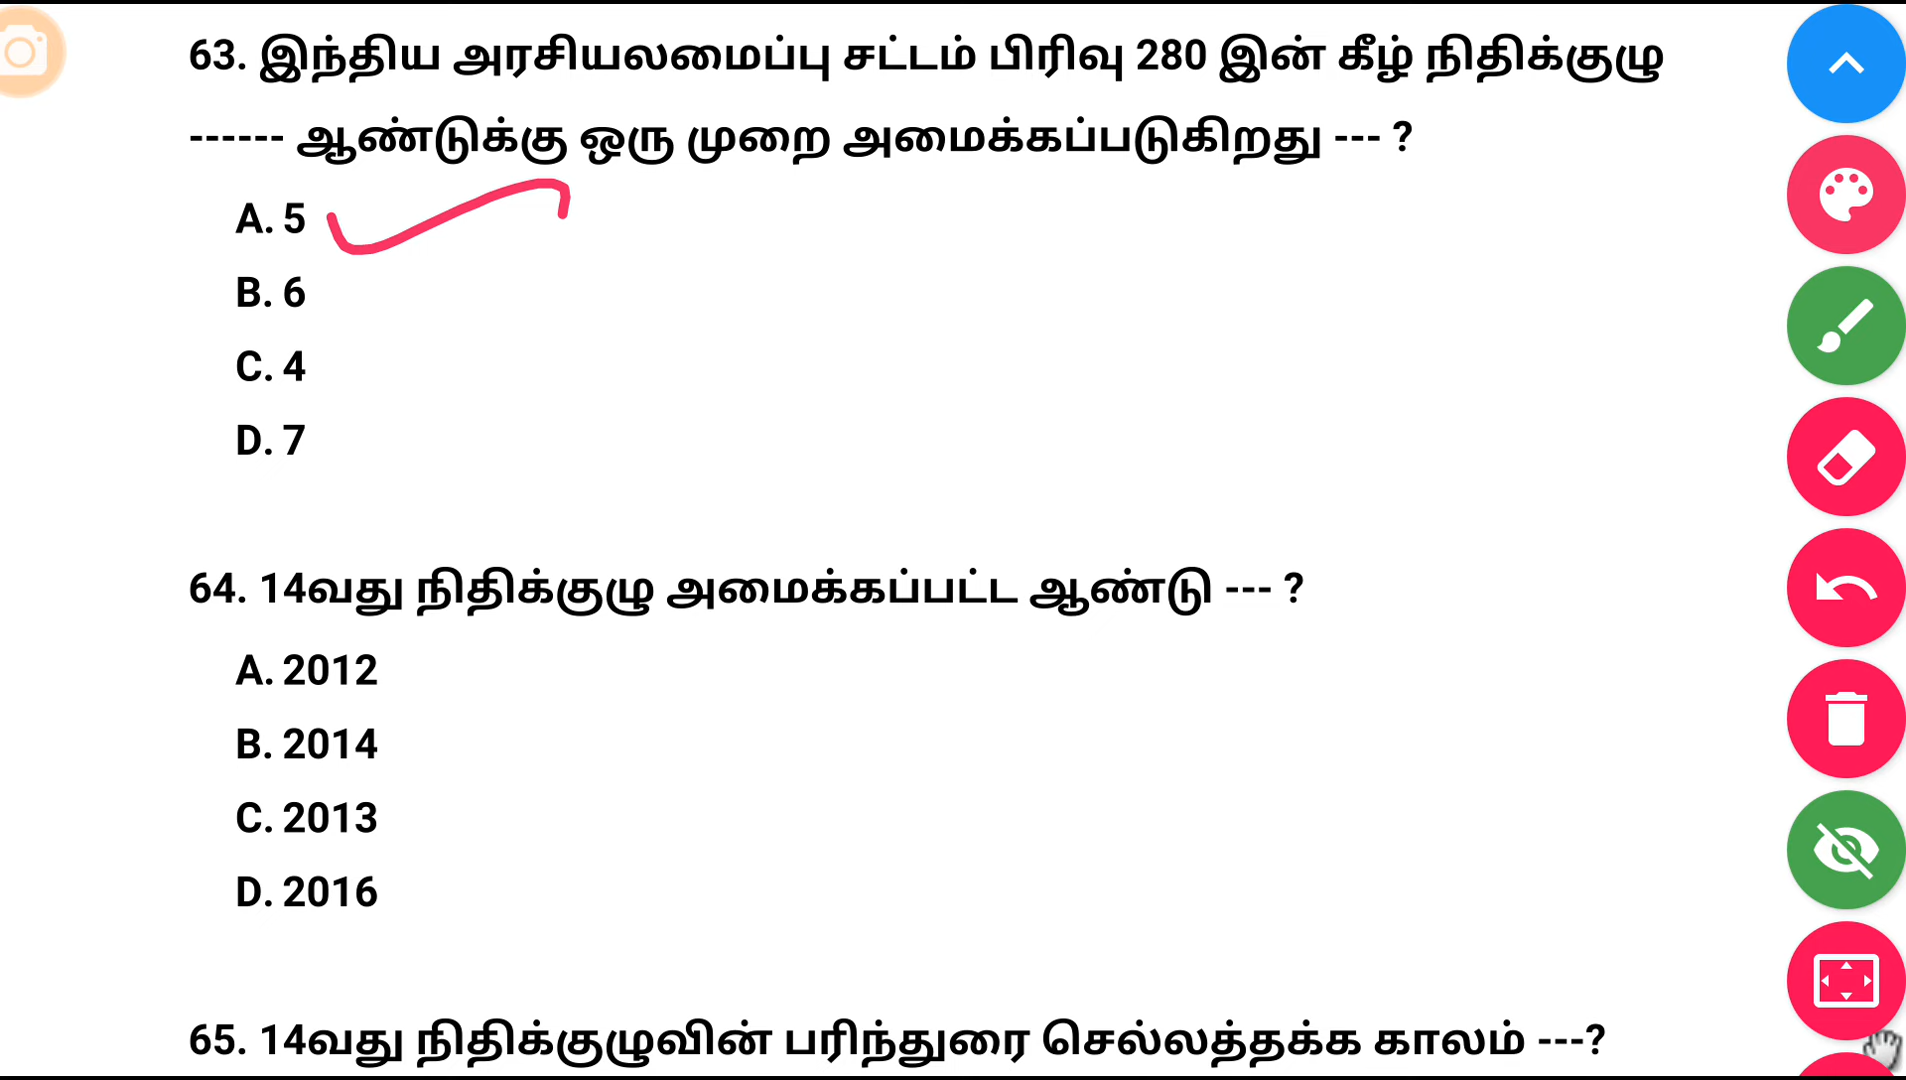 63. இந்திய அரசியலமைப்பு சட்டம் பிரிவு 280 இன் கீழ் நிதிக்குழு
------ ஆண்டுக்கு ஒரு முறை அமைக்கப்படுகிறது --- ?
A. 5
B. 6
C. 4
D. 7
64. 14வது நிதிக்குழு அமைக்கப்பட்ட ஆண்டு --- ?
A. 2012
B. 2014
C. 2013
D. 2016
65. 14வது நிதிக்குழுவின் பரிந்துரை செல்லத்தக்க காலம் ---?